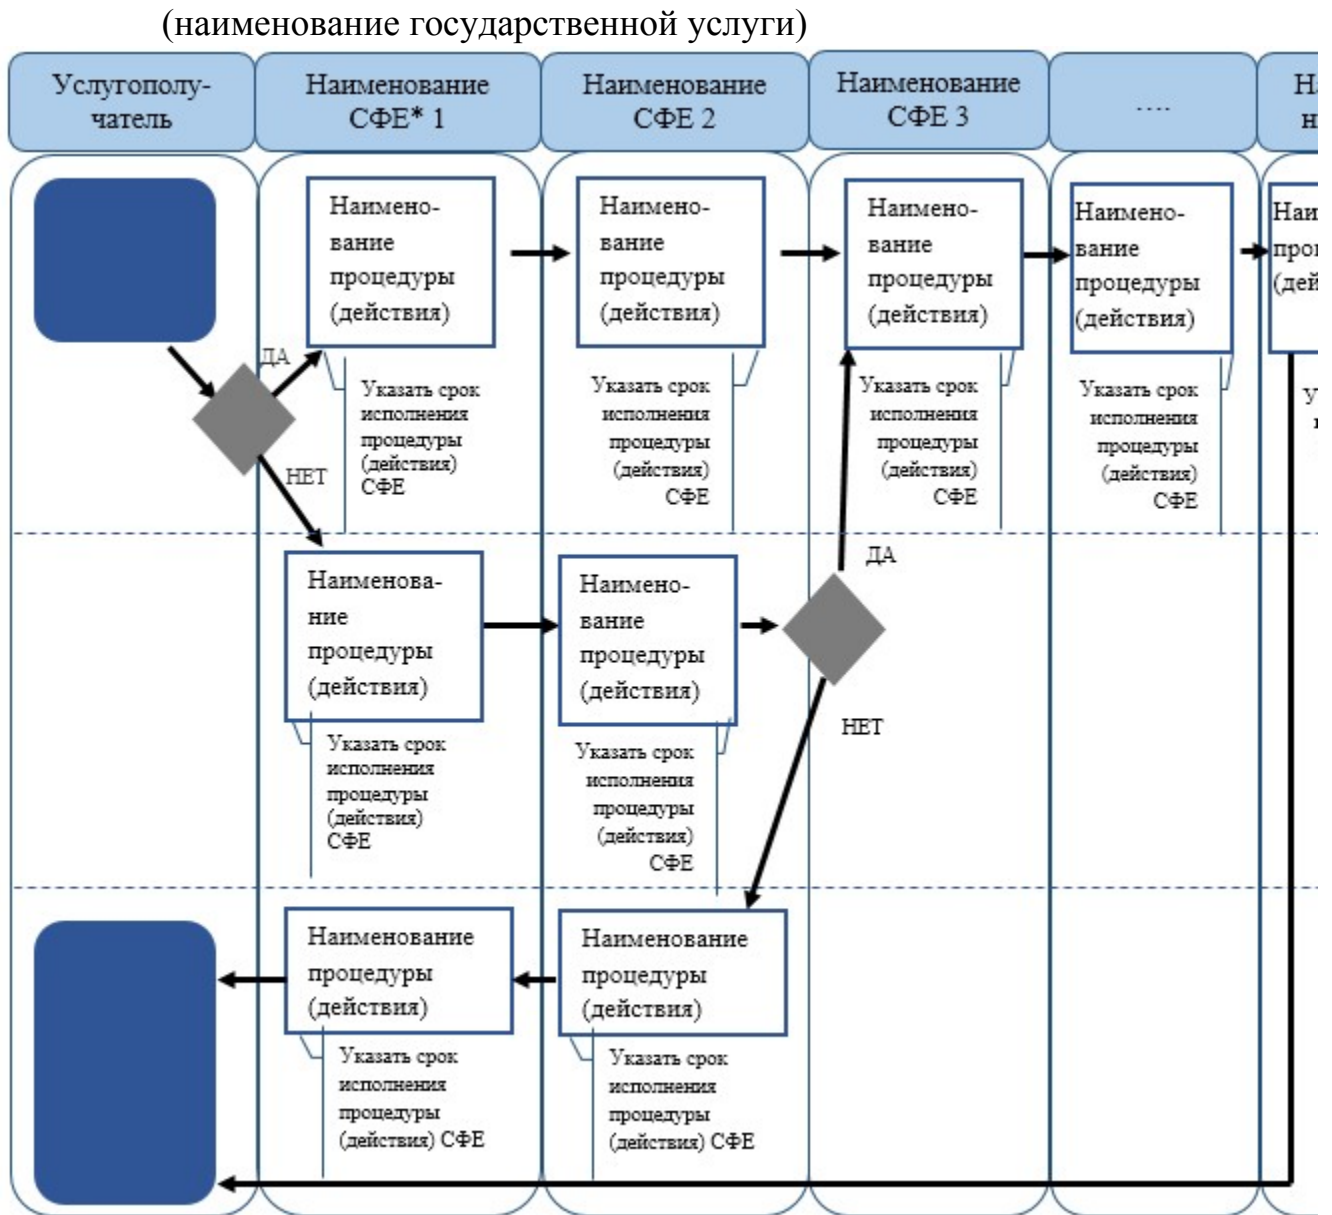 (наименование государственной услуги)
Услугополу-
чатель
Наименование
СФЕ* 1
Наименование
СФЕ 2
Наименование
СФЕ 3
….
Наимено-
вание
процедуры
(действия)
Наимено-
вание
процедуры
(действия)
Наимено-
вание
процедуры
(действия)
Наимено-
вание
процедуры
(действия)
ДА
Указать срок
исполнения
процедуры
(действия)
СФЕ
Указать срок
исполнения
процедуры
(действия)
СФЕ
Указать срок
исполнения
процедуры
(действия)
СФЕ
Указать срок
исполнения
процедуры
(действия)
СФЕ
НЕТ
Наименова-
ние
процедуры
(действия)
Наимено-
вание
процедуры
(действия)
ДА
НЕТ
Указать срок
исполнения
процедуры
(действия)
СФЕ
Указать срок
исполнения
процедуры
(действия)
СФЕ
Наименование
процедуры
(действия)
Наименование
процедуры
(действия)
Указать срок
исполнения
процедуры
(действия) СФЕ
Указать срок
исполнения
процедуры
(действия) СФЕ